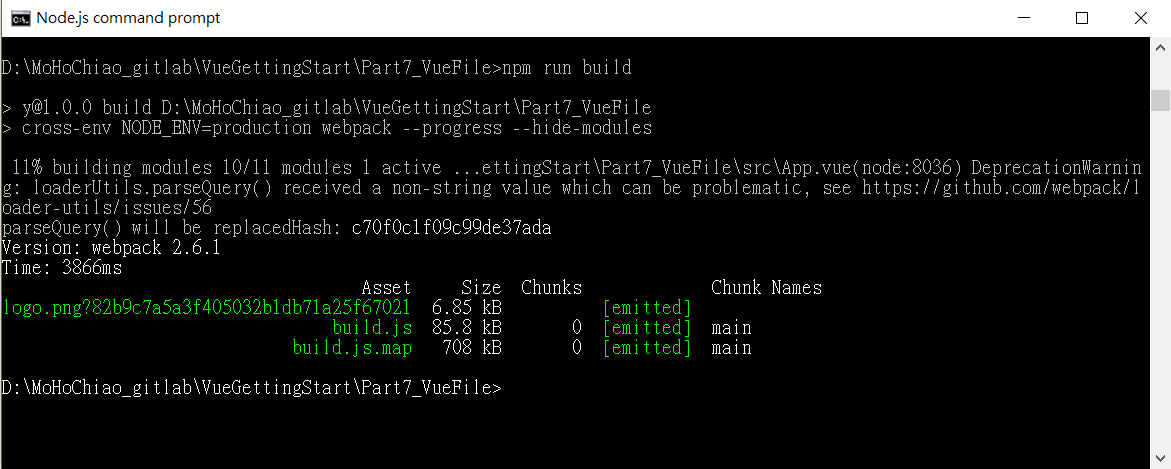 Node.js command prompt
D:\MoHoChiao_gitlab\VueGettingStart\Part7_VueFile>npm run build
> y@1.0.0 build D:\MoHoChiao_gitlab\VueGettingStart\Part7_VueFile
> cross-env NODE_ENV=production webpack --progress --hide-modules
11% building modules 10/11 modules 1 active ...ettingStart\Part7_VueFile\src\App.vue(node:8036) DeprecationWarnin
g: loaderUtils.parseQuery() received a non-string value which can be problematic, see https://github.com/webpack/l
oader-utils/issues/56
parseQuery() will be replacedHash: c70f0c1f09c99de37ada
Version: webpack 2.6.1
Time: 3866ms
Asset Size Chunks Chunk Names
logo.png?82b9c7a5a3f405032b1db71a25f67021 6.85 kB [emitted]
build.js 85.8 kB 0 [emitted] main
build.js.map 708 kB 0 [emitted] main
D:\MoHoChiao_gitlab\VueGettingStart\Part7_VueFile>